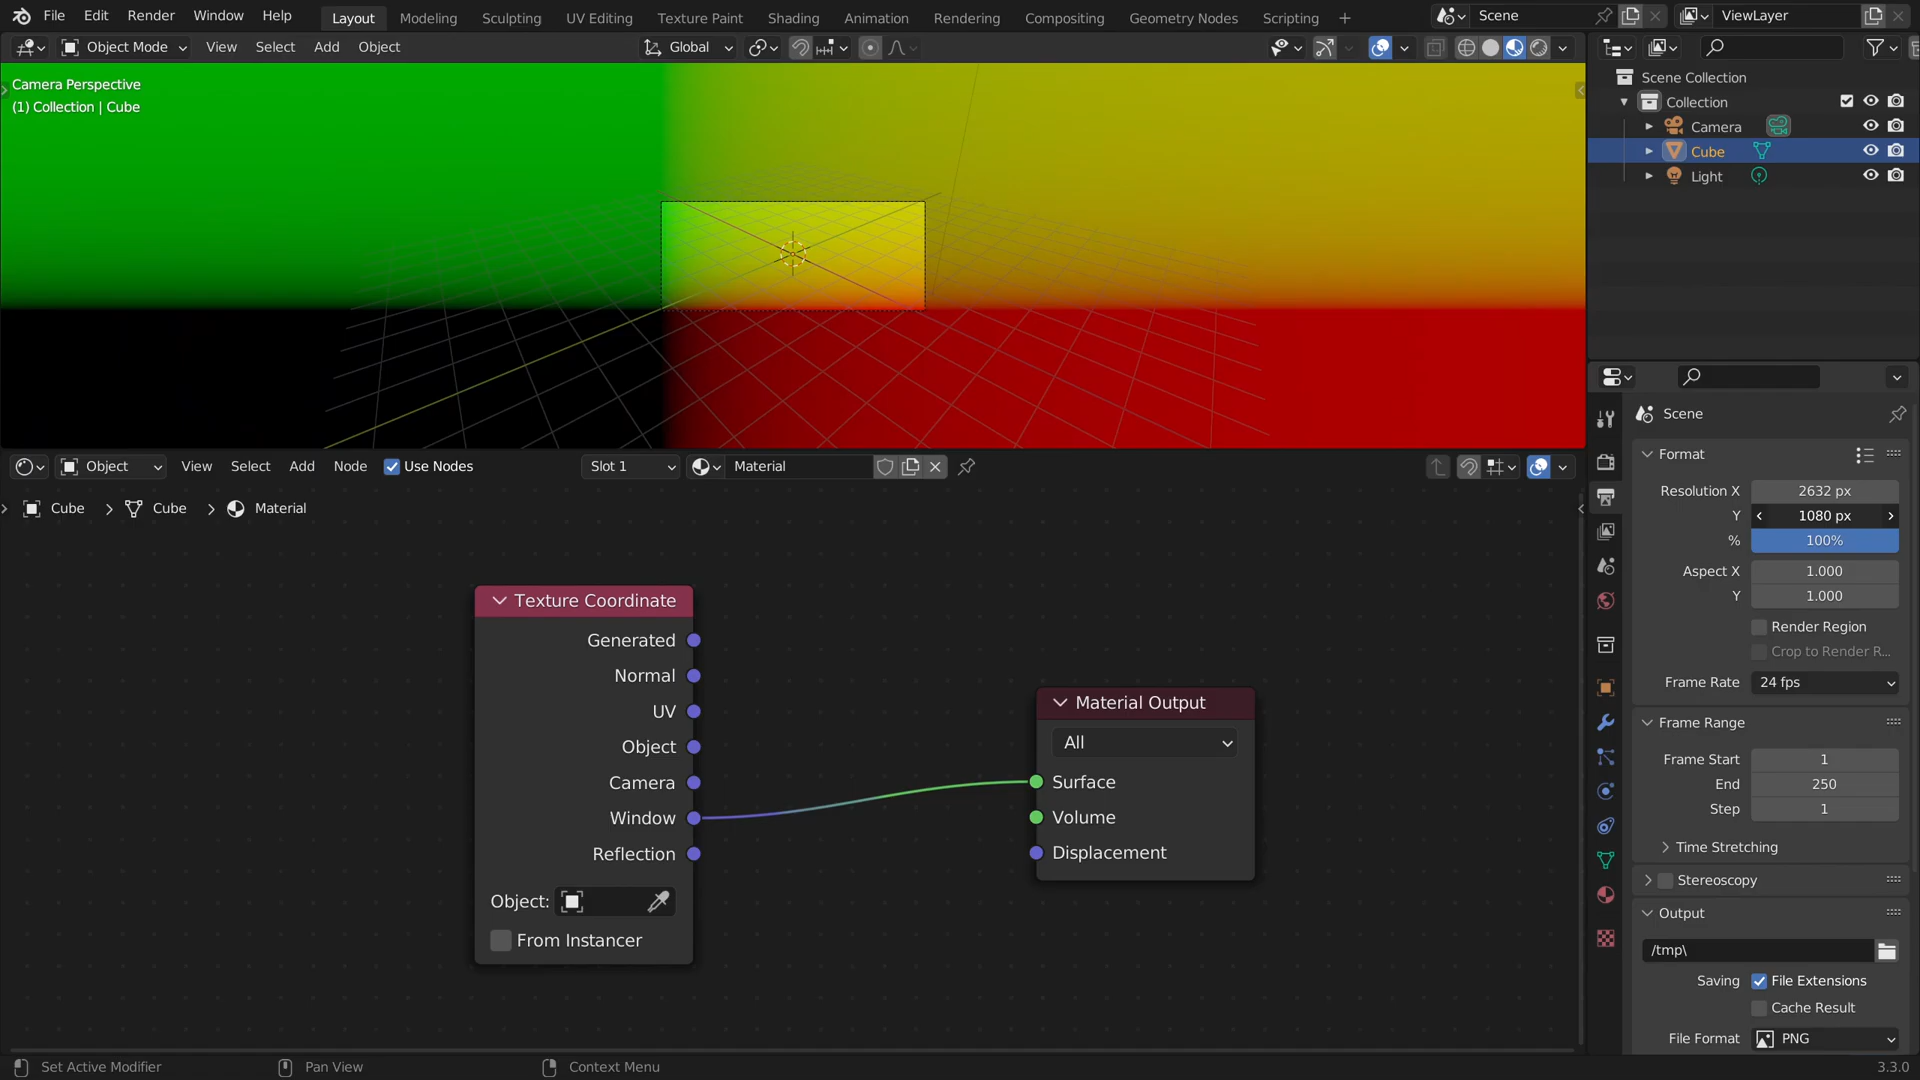 File Edit Render Window Help Layout Modeling Sculpting UV Editing Texture Paint Shading Animation Rendering Compositing Geometry Nodes Scripting + Scene ViewLayer
Object Mode View Select Add Object Global
Camera Perspective
(1) Collection | Cube
Scene Collection
Collection
Camera
Cube
Light
Object View Select Add Node Use Nodes Slot 1 Material
Cube > Cube > Material
Texture Coordinate
Generated
Normal
UV
Object
Camera
Window
Reflection
Object:
From Instancer
Material Output
All
Surface
Volume
Displacement
Scene
Format
Resolution X 2632 px
Y 1080 px
% 100%
Aspect X 1.000
Y 1.000
Render Region
Crop to Render R...
Frame Rate 24 fps
Frame Range
Frame Start 1
End 250
Step 1
Time Stretching
Stereoscopy
Output
/tmp\
Saving File Extensions
Cache Result
File Format PNG
Set Active Modifier Pan View Context Menu 3.3.0